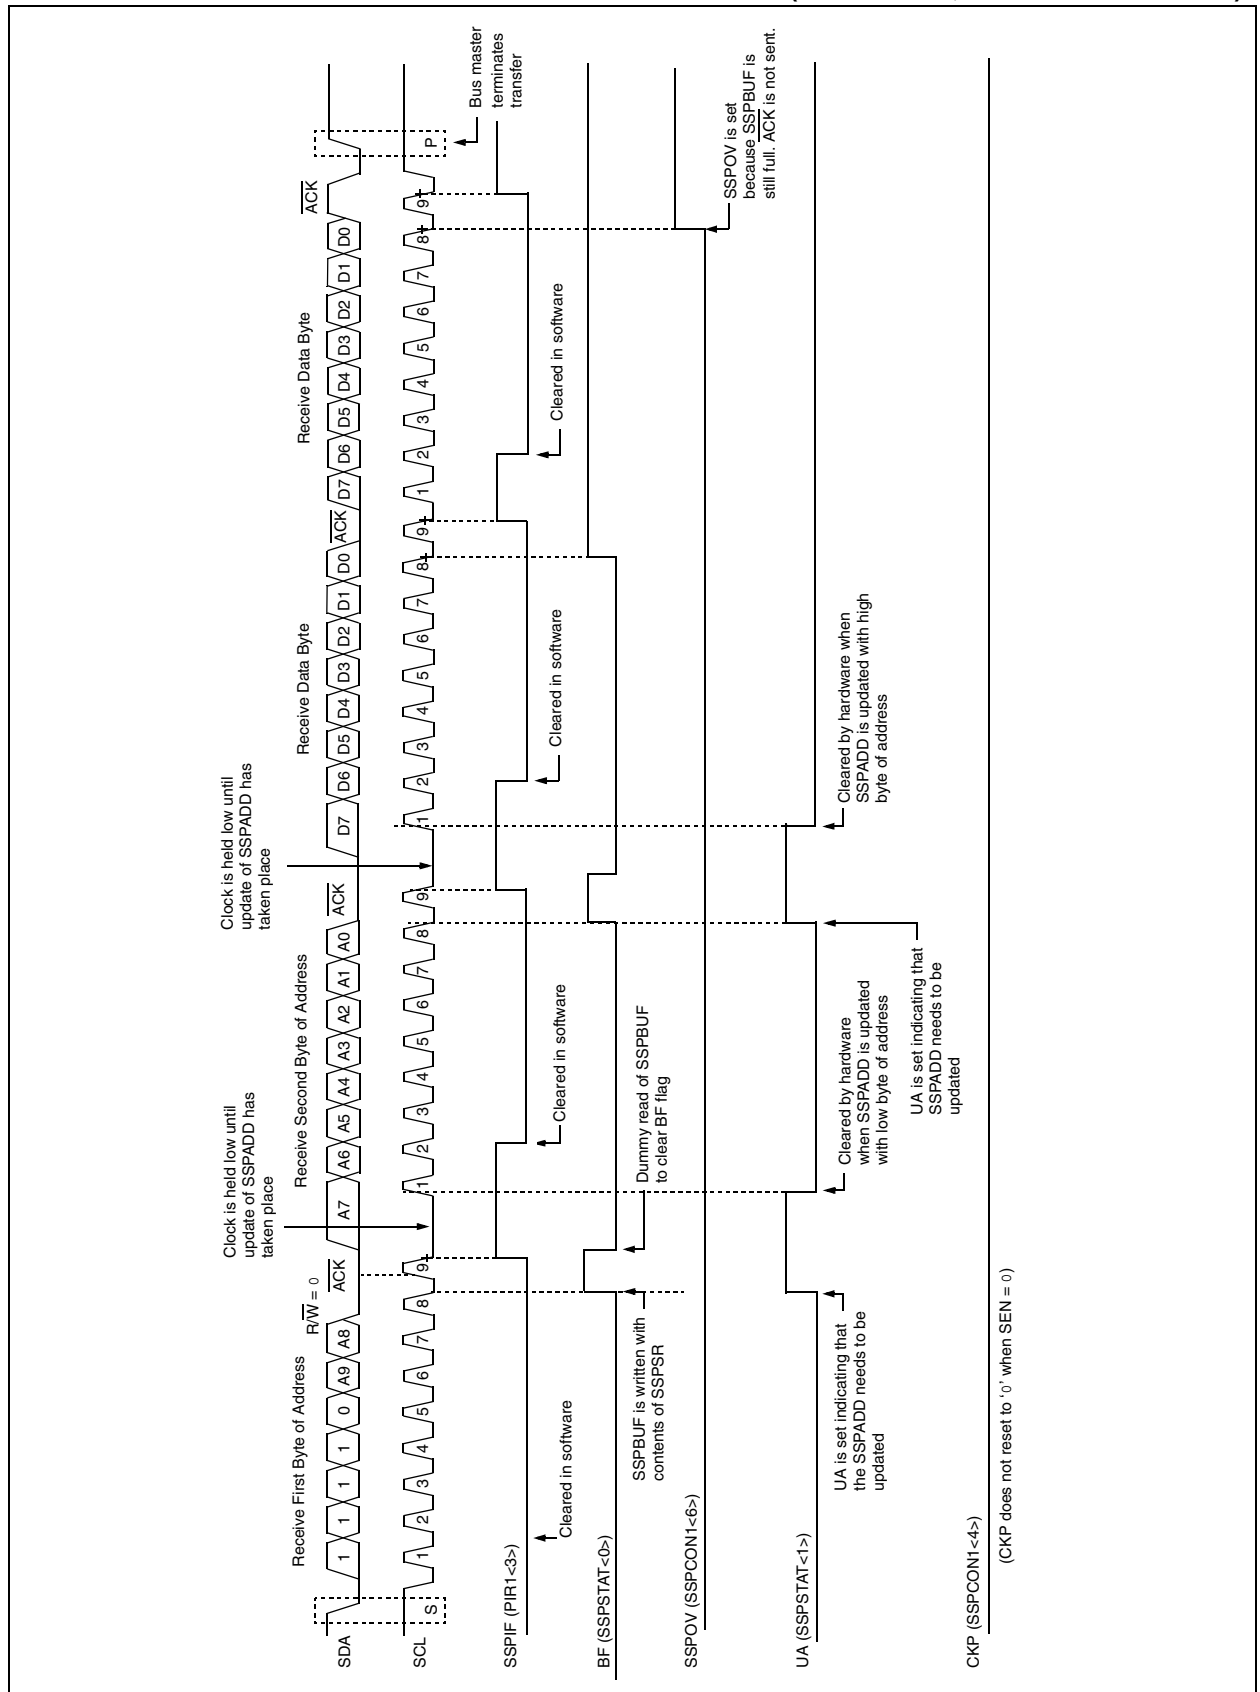 Receive First Byte of Address
R/W = 0
Receive Second Byte of Address
Receive Data Byte
Receive Data Byte
Clock is held low until
update of SSPADD has
taken place
Clock is held low until
update of SSPADD has
taken place
SDA
1 1 1 1 0 A9 A8 ACK A7 A6 A5 A4 A3 A2 A1 A0 ACK D7 D6 D5 D4 D3 D2 D1 D0 ACK D7 D6 D5 D4 D3 D2 D1 D0 ACK
SCL
S 1 2 3 4 5 6 7 8 9 1 2 3 4 5 6 7 8 9 1 2 3 4 5 6 7 8 9 1 2 3 4 5 6 7 8 9 P
Bus master
terminates
transfer
SSPIF (PIR1<3>)
Cleared in software
Cleared in software
Cleared in software
Cleared in software
BF (SSPSTAT<0>)
SSPBUF is written with
contents of SSPSR
Dummy read of SSPBUF
to clear BF flag
SSPOV (SSPCON1<6>)
SSPOV is set
because SSPBUF is
still full. ACK is not sent.
UA (SSPSTAT<1>)
UA is set indicating that
the SSPADD needs to be
updated
Cleared by hardware
when SSPADD is updated
with low byte of address
UA is set indicating that
SSPADD needs to be
updated
Cleared by hardware when
SSPADD is updated with high
byte of address
CKP (SSPCON1<4>)
(CKP does not reset to ‘0’ when SEN = 0)